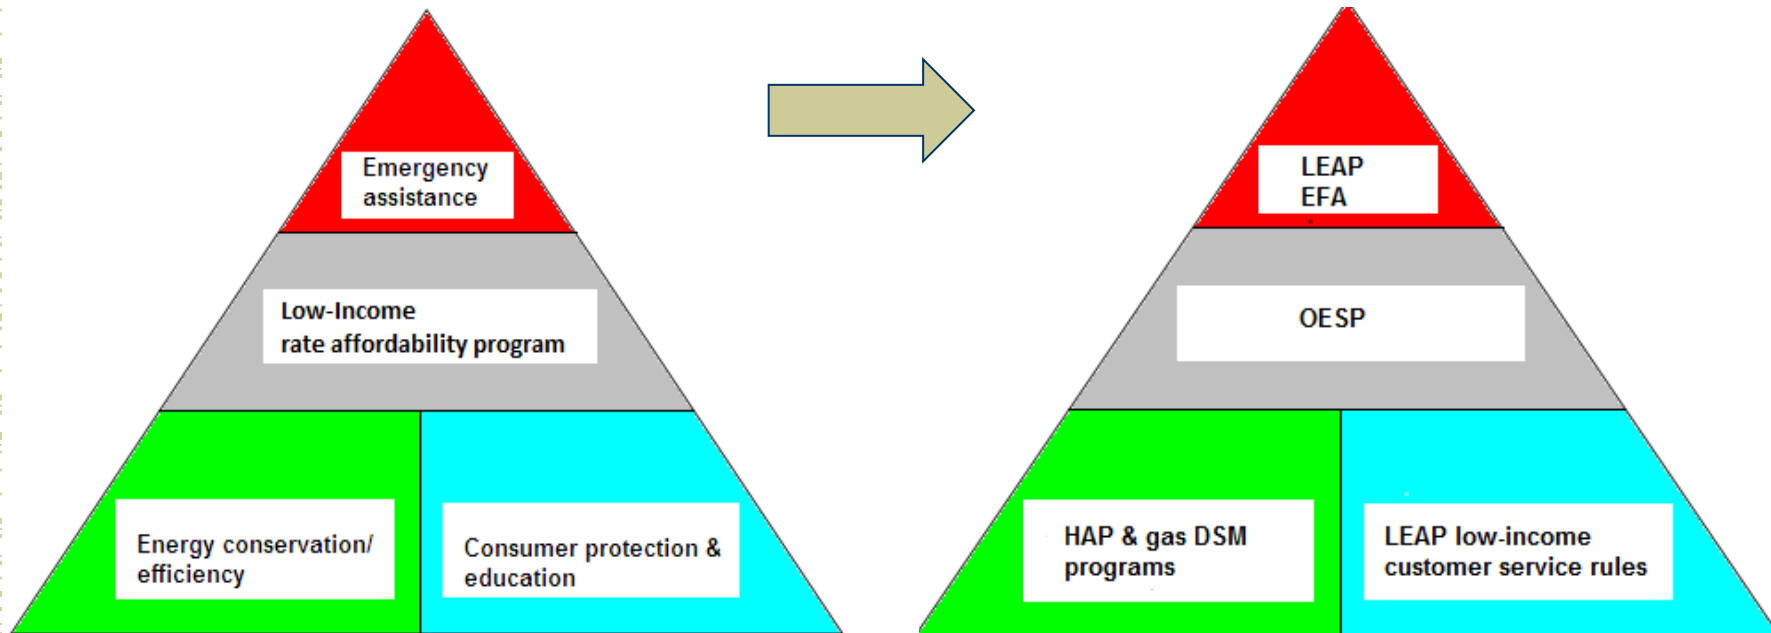 Emergency
assistance
Low-Income
rate affordability program
Energy conservation/
efficiency
Consumer protection &
education
LEAP
EFA
OESP
HAP & gas DSM
programs
LEAP low-income
customer service rules